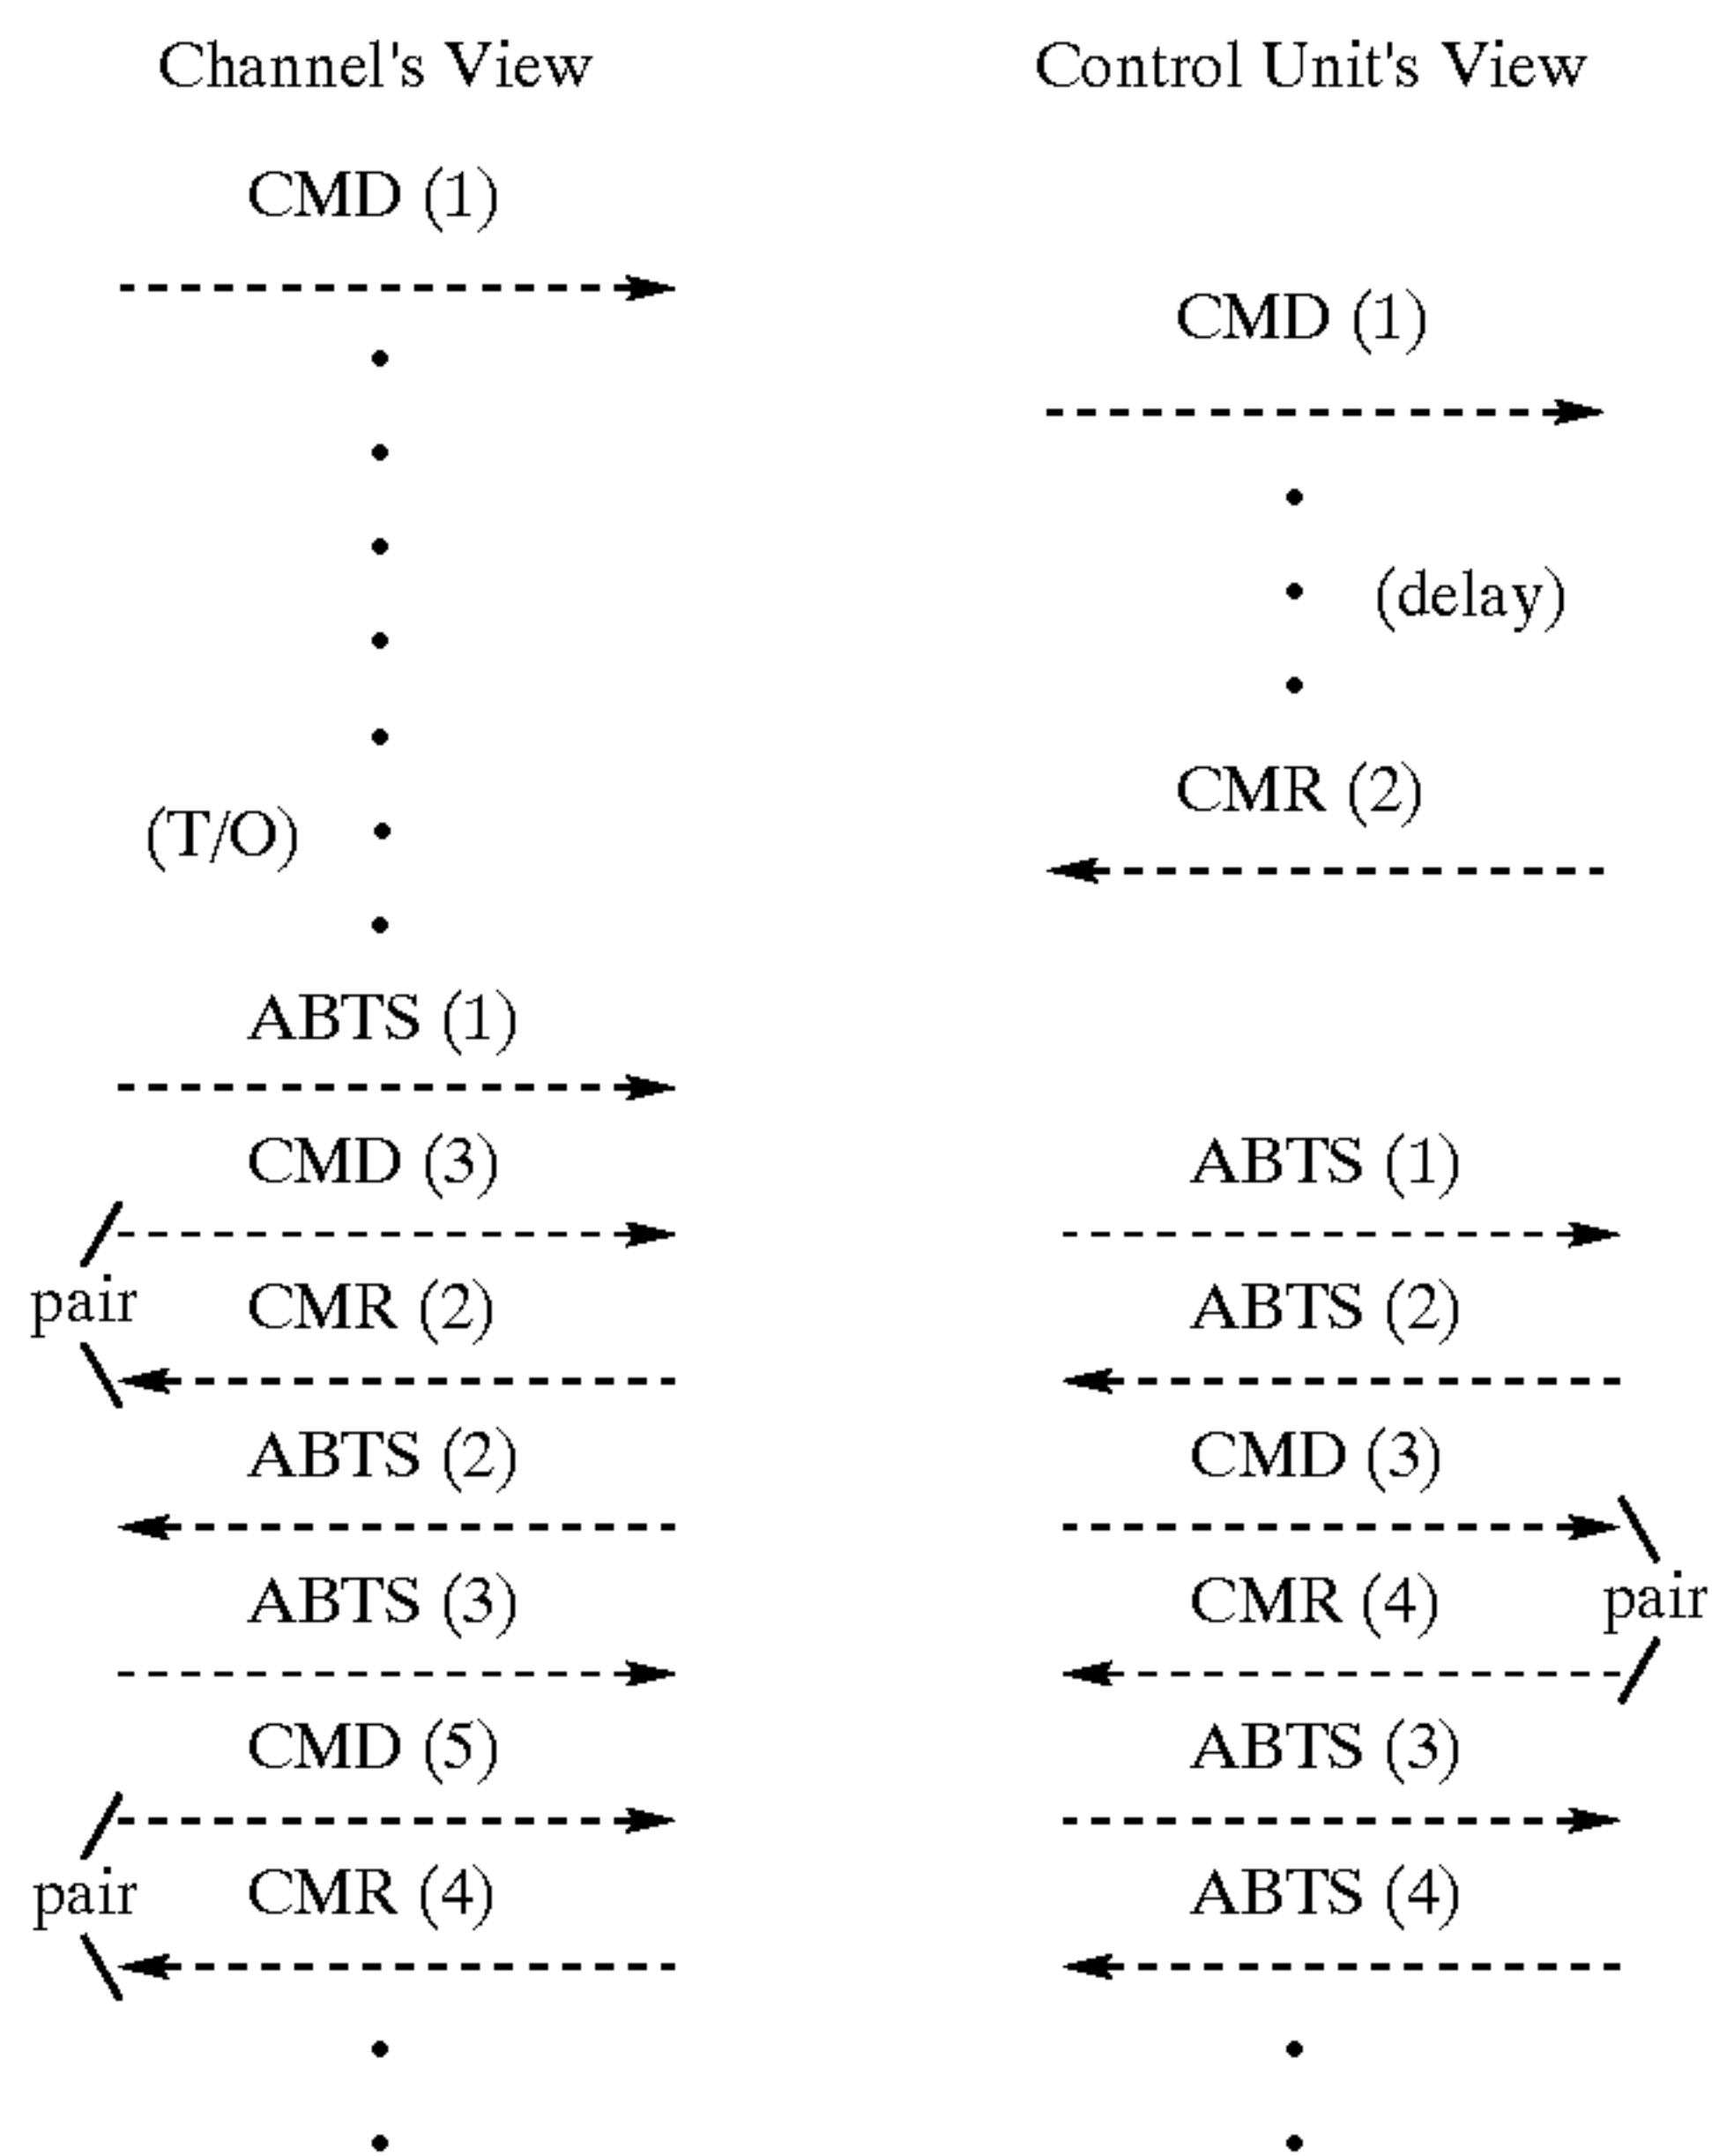 Channel's View
Control Unit's View
CMD (1)
CMD (1)
(delay)
CMR (2)
(T/O)
ABTS (1)
CMD (3)
ABTS (1)
pair
CMR (2)
ABTS (2)
ABTS (2)
CMD (3)
ABTS (3)
CMR (4)
pair
CMD (5)
ABTS (3)
pair
CMR (4)
ABTS (4)